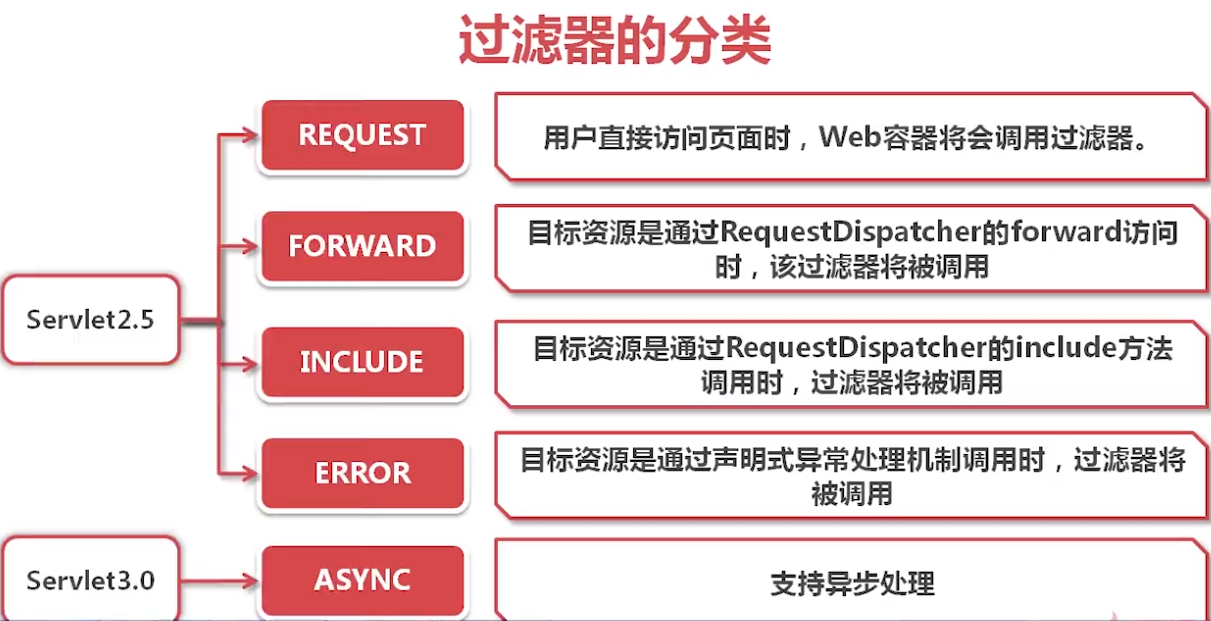 过滤器的分类
Servlet2.5
REQUEST
用户直接访问页面时，Web容器将会调用过滤器。
FORWARD
目标资源是通过RequestDispatcher的forward访问
时，该过滤器将被调用
INCLUDE
目标资源是通过RequestDispatcher的include方法
调用时，过滤器将被调用
ERROR
目标资源是通过声明式异常处理机制调用时，过滤器将
被调用
Servlet3.0
ASYNC
支持异步处理